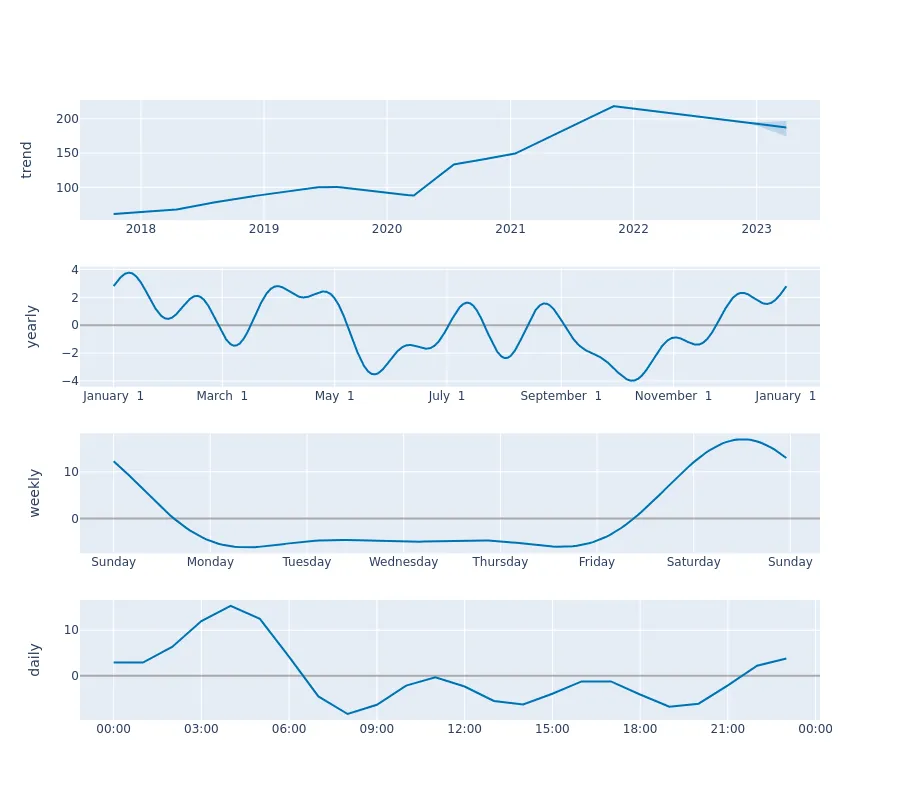 trend
200
150
100
2018 2019 2020 2021 2022 2023
yearly
4
2
0
−2
−4
January 1 March 1 May 1 July 1 September 1 November 1 January 1
weekly
10
0
Sunday Monday Tuesday Wednesday Thursday Friday Saturday Sunday
daily
10
0
00:00 03:00 06:00 09:00 12:00 15:00 18:00 21:00 00:00